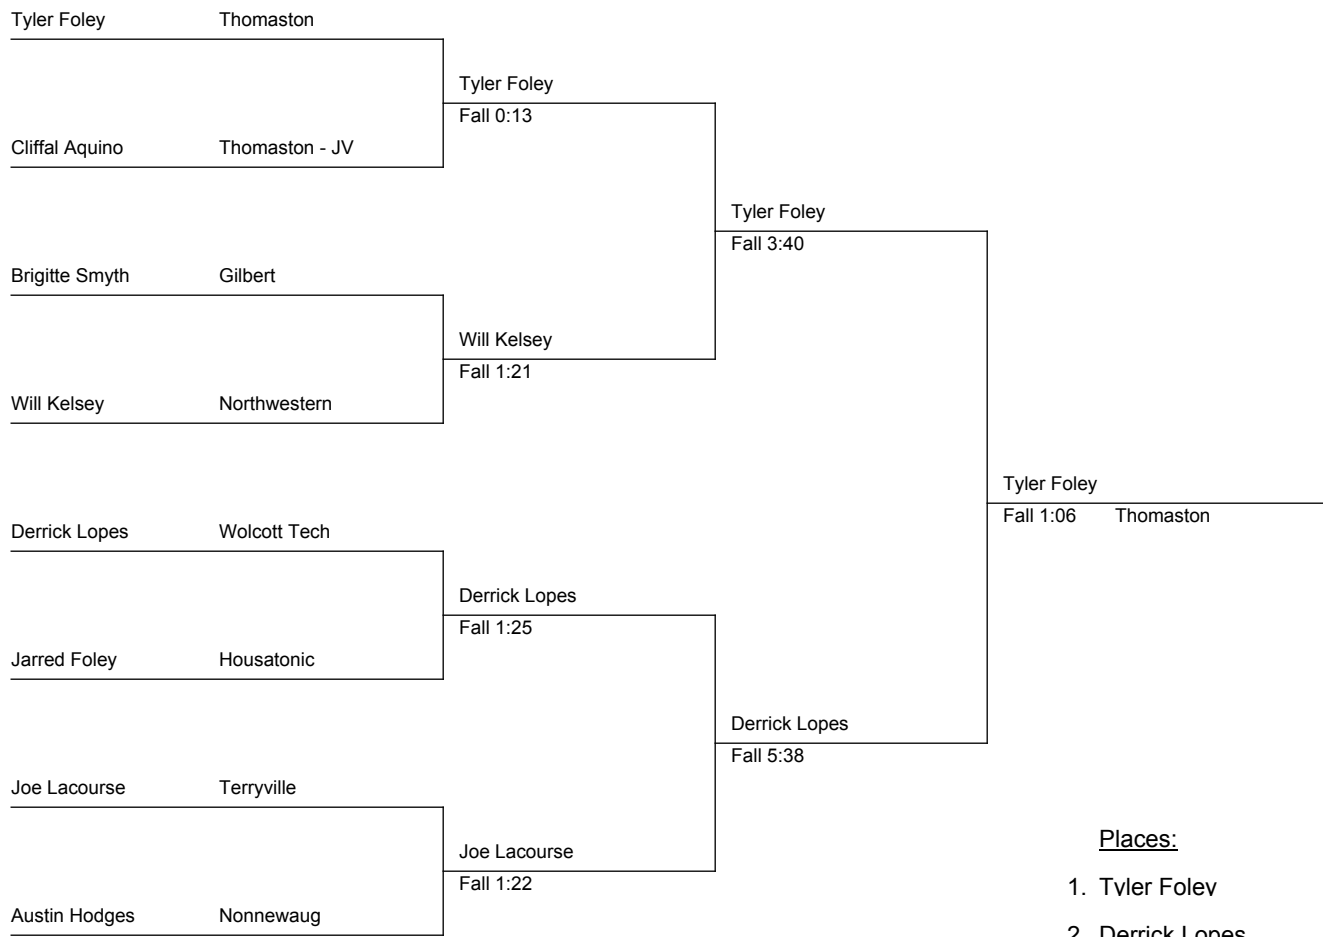 Tyler Foley Thomaston
Tyler Foley
Fall 0:13
Cliffal Aquino Thomaston - JV
Tyler Foley
Fall 3:40
Brigitte Smyth Gilbert
Will Kelsey
Fall 1:21
Will Kelsey Northwestern
Tyler Foley
Fall 1:06 Thomaston
Derrick Lopes Wolcott Tech
Derrick Lopes
Fall 1:25
Jarred Foley Housatonic
Derrick Lopes
Fall 5:38
Joe Lacourse Terryville
Joe Lacourse
Fall 1:22
Austin Hodges Nonnewaug
Places:
1. Tyler Foley
2. Derrick Lopes